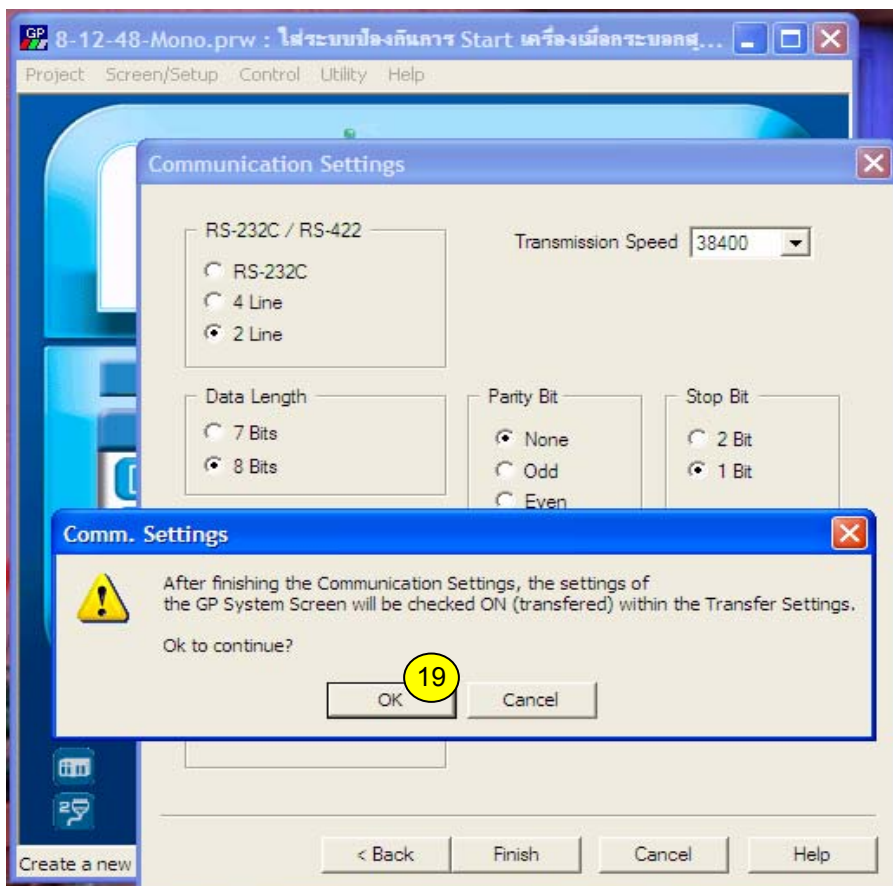 8-12-48-Mono.prw : ใส่ระบบป้องกันการ Start เครื่องเมื่อกระบอกสุ...
Project Screen/Setup Control Utility Help
Communication Settings
RS-232C / RS-422
Transmission Speed 38400
RS-232C
4 Line
2 Line
Data Length
Parity Bit
Stop Bit
7 Bits
None
2 Bit
8 Bits
Odd
1 Bit
Even
Comm. Settings
After finishing the Communication Settings, the settings of
the GP System Screen will be checked ON (transfered) within the Transfer Settings.
Ok to continue?
19
OK
Cancel
< Back
Finish
Cancel
Help
Create a new